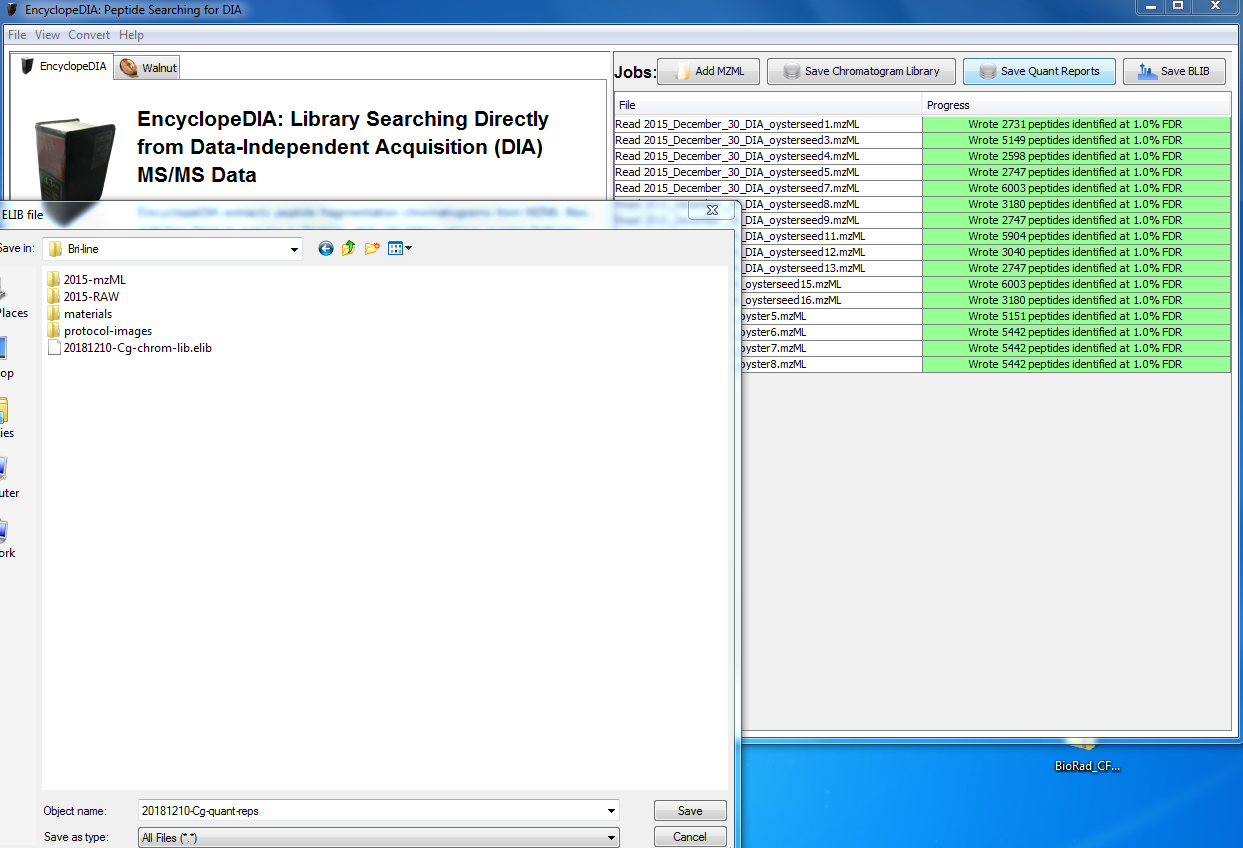 EncyclopeDIA: Peptide Searching for DIA
File View Convert Help
EncyclopeDIA Walnut
Jobs: Add MZML Save Chromatogram Library Save Quant Reports Save BLIB
EncyclopeDIA: Library Searching Directly
from Data-Independent Acquisition (DIA)
MS/MS Data
File Progress
Read 2015_December_30_DIA_oysterseed1.mzML Wrote 2731 peptides identified at 1.0% FDR
Read 2015_December_30_DIA_oysterseed3.mzML Wrote 5149 peptides identified at 1.0% FDR
Read 2015_December_30_DIA_oysterseed4.mzML Wrote 2598 peptides identified at 1.0% FDR
Read 2015_December_30_DIA_oysterseed5.mzML Wrote 2747 peptides identified at 1.0% FDR
Read 2015_December_30_DIA_oysterseed7.mzML Wrote 6003 peptides identified at 1.0% FDR
DIA_oysterseed8.mzML Wrote 3180 peptides identified at 1.0% FDR
DIA_oysterseed9.mzML Wrote 2747 peptides identified at 1.0% FDR
DIA_oysterseed11.mzML Wrote 5904 peptides identified at 1.0% FDR
DIA_oysterseed12.mzML Wrote 3040 peptides identified at 1.0% FDR
DIA_oysterseed13.mzML Wrote 2747 peptides identified at 1.0% FDR
_oysterseed15.mzML Wrote 6003 peptides identified at 1.0% FDR
_oysterseed16.mzML Wrote 3180 peptides identified at 1.0% FDR
oyster5.mzML Wrote 5151 peptides identified at 1.0% FDR
oyster6.mzML Wrote 5442 peptides identified at 1.0% FDR
oyster7.mzML Wrote 5442 peptides identified at 1.0% FDR
oyster8.mzML Wrote 5442 peptides identified at 1.0% FDR
ELIB file
Save in: Bri-line
2015-mzML
2015-RAW
materials
protocol-images
20181210-Cg-chrom-lib.elib
Places
op
ies
uter
ork
Object name: 20181210-Cg-quant-reps Save
Save as type: All Files (*.*) Cancel
BioRad_CF...